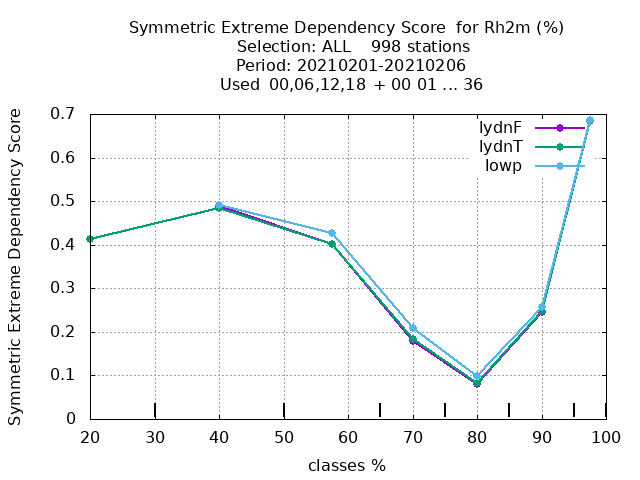 Symmetric Extreme Dependency Score  for Rh2m (%)
Selection: ALL    998 stations
Period: 20210201-20210206
Used  00,06,12,18  + 00 01 ... 36
Symmetric Extreme Dependency Score
0.7
0.6
0.5
0.4
0.3
0.2
0.1
0
lydnF
lydnT
lowp
20 30 40 50 60 70 80 90 100
classes %